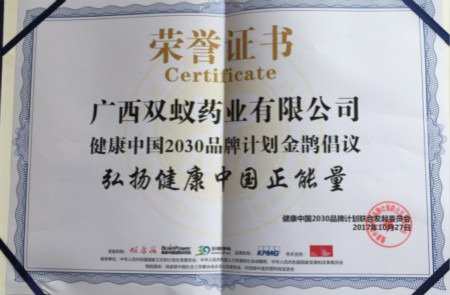 荣誉证书
Certificate
广西双蚁药业有限公司
健康中国2030品牌计划金鹊倡议
弘扬健康中国正能量
健康中国2030品牌计划联合发起委员会
2017年10月27日
BrainPower
KPMG